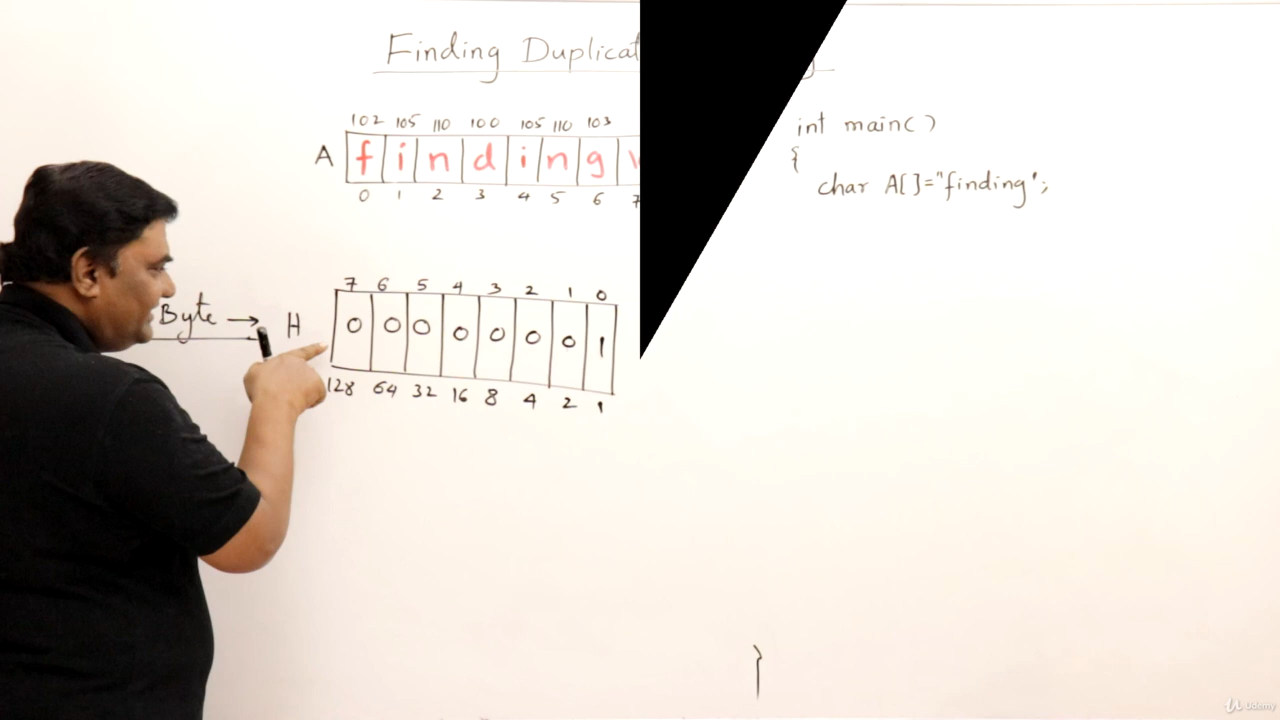 Finding Duplicat
102 105 110 100 105 110 103
A f i n d i n g
0 1 2 3 4 5 6 7
7 6 5 4 3 2 1 0
Byte → H 0 0 0 0 0 0 0 1
128 64 32 16 8 4 2 1
int main()
{
char A[]="finding";
}
Udemy